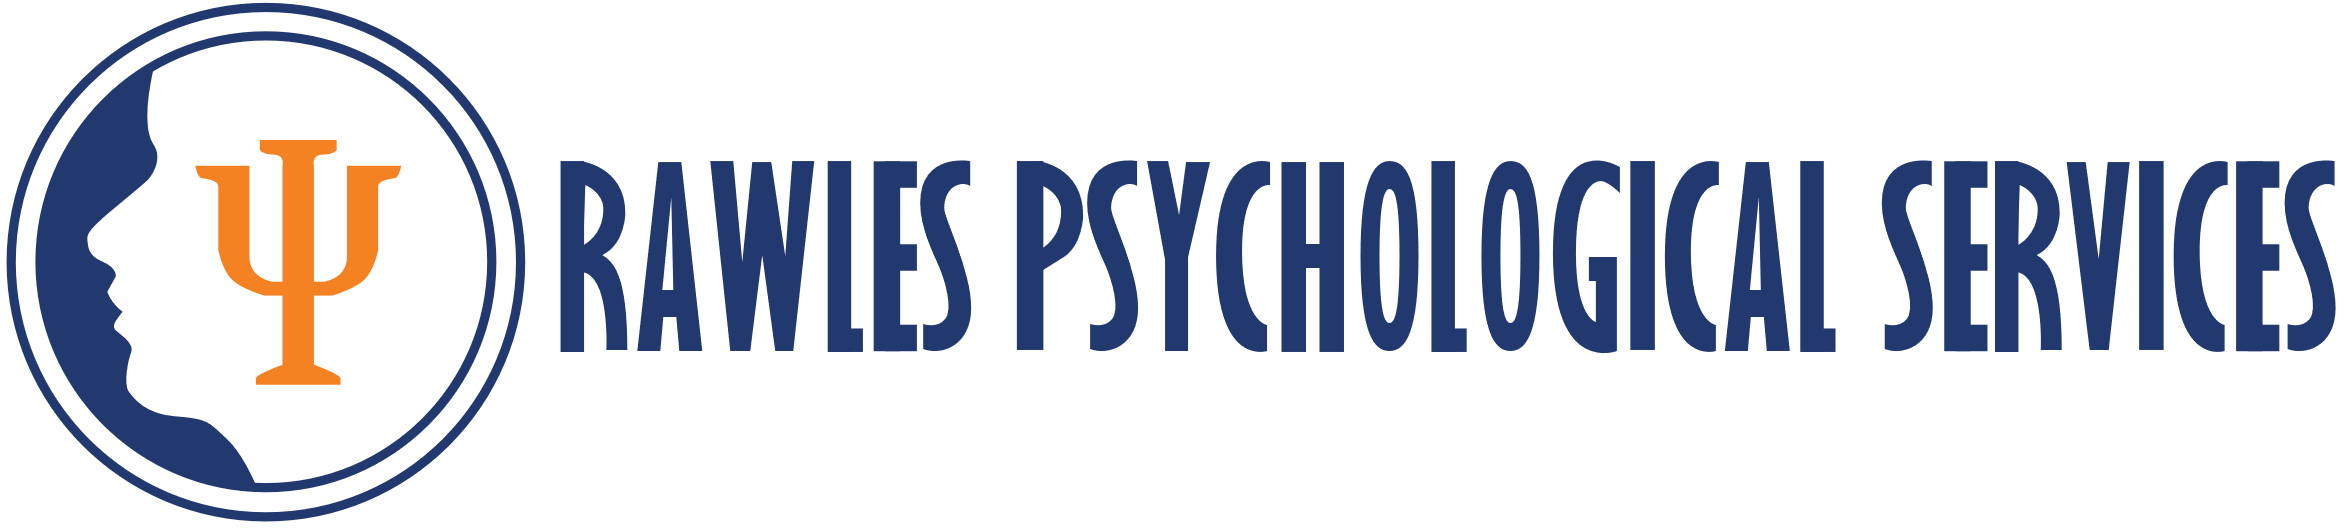 Ψ RAWLES PSYCHOLOGICAL SERVICES